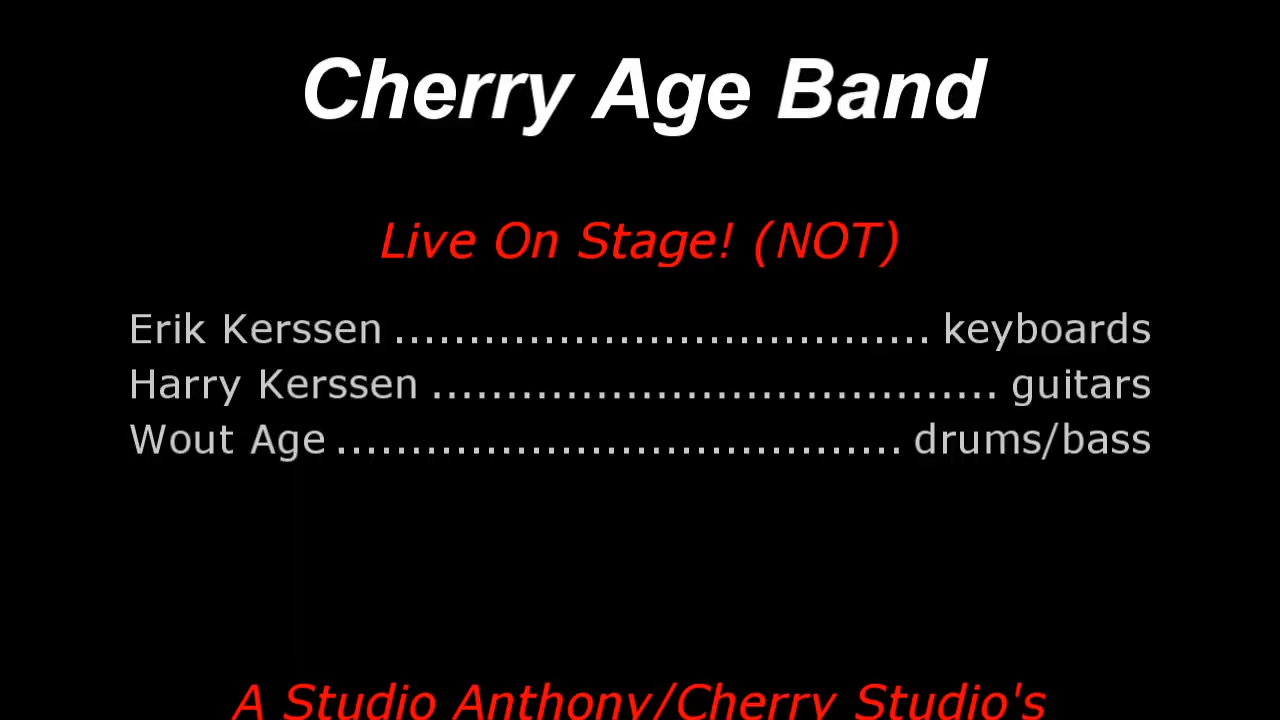 Cherry Age Band
Live On Stage! (NOT)
Erik Kerssen .................................... keyboards
Harry Kerssen ...................................... guitars
Wout Age ...................................... drums/bass
A Studio Anthony/Cherry Studio's